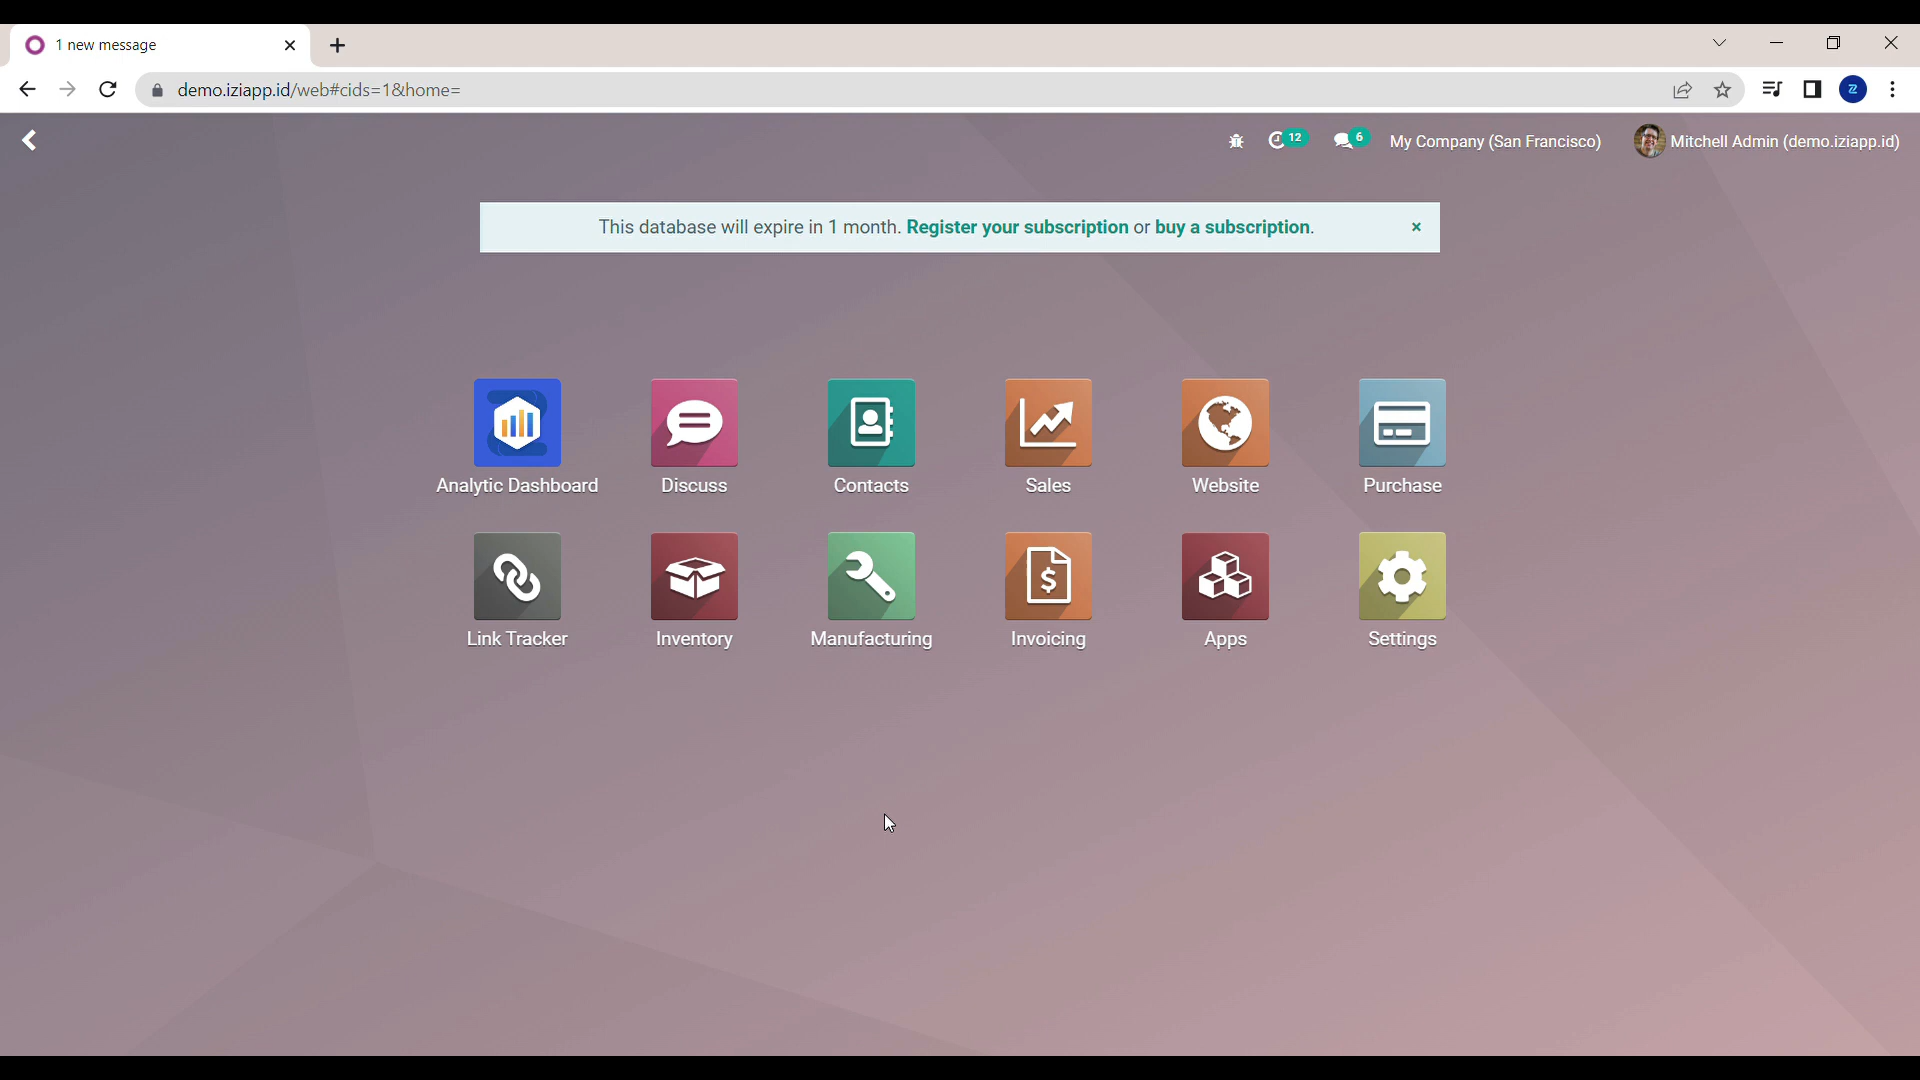 1 new message
demo.iziapp.id/web#cids=1&home=
Z
12
6
My Company (San Francisco)
Mitchell Admin (demo.iziapp.id)
This database will expire in 1 month. Register your subscription or buy a subscription.
Analytic Dashboard
Discuss
Contacts
Sales
Website
Purchase
Link Tracker
Inventory
Manufacturing
Invoicing
Apps
Settings